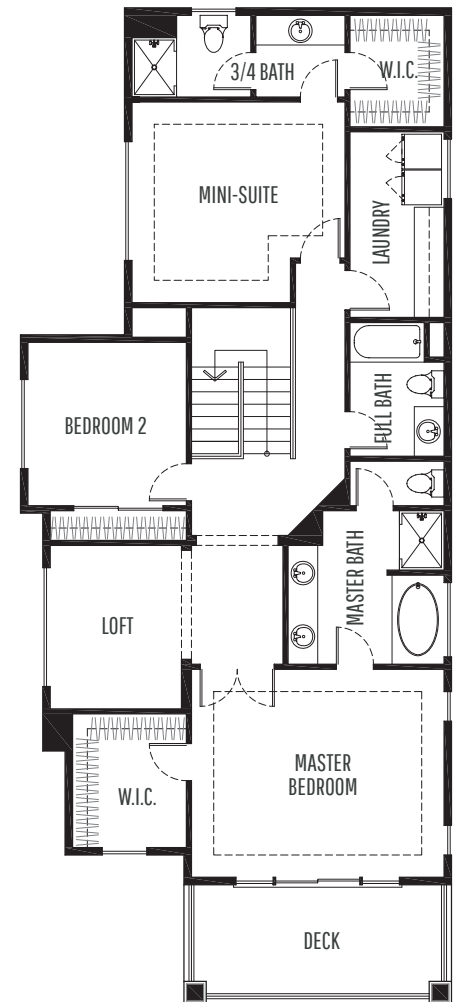 3/4 BATH
W.I.C.
MINI-SUITE
LAUNDRY
FULL BATH
BEDROOM 2
MASTER BATH
LOFT
MASTER
BEDROOM
W.I.C.
DECK